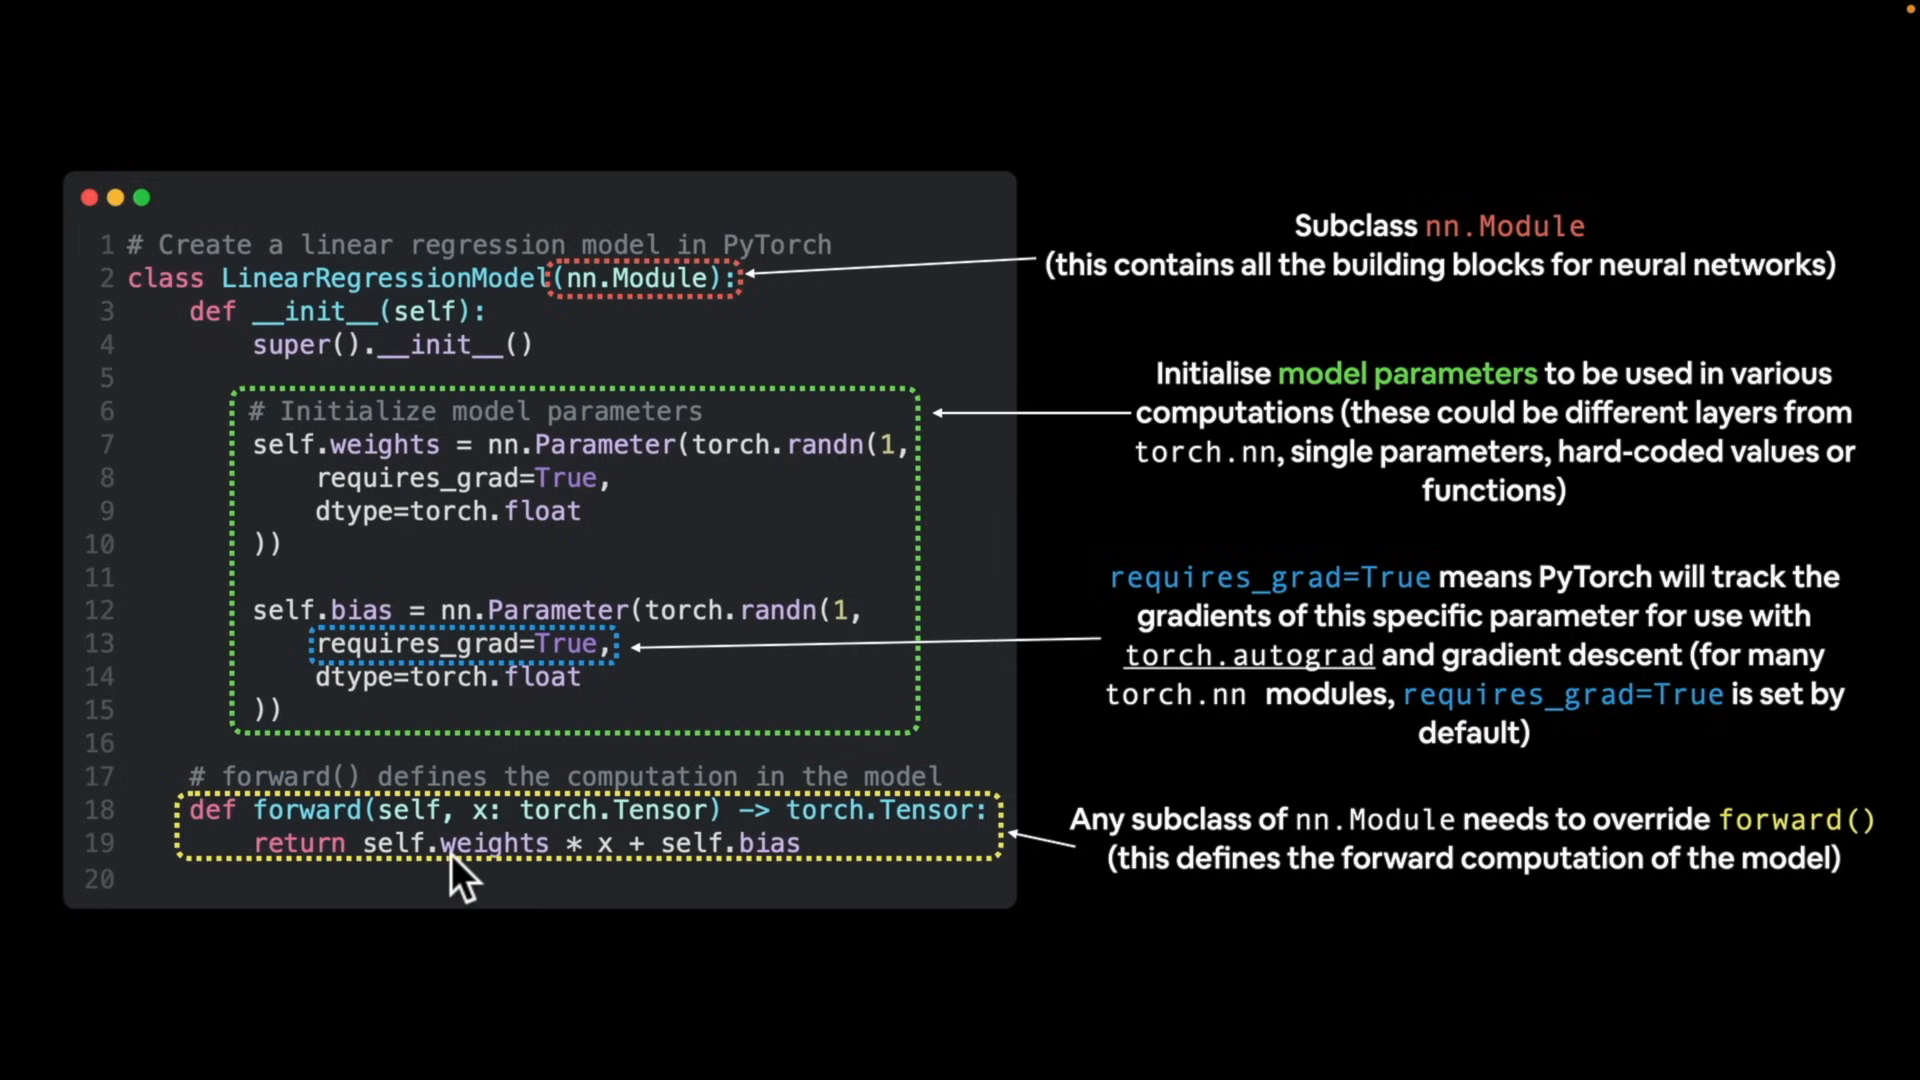 1 # Create a linear regression model in PyTorch
2 class LinearRegressionModel(nn.Module):
3 def __init__(self):
4 super().__init__()
5
6 # Initialize model parameters
7 self.weights = nn.Parameter(torch.randn(1,
8 requires_grad=True,
9 dtype=torch.float
10 ))
11
12 self.bias = nn.Parameter(torch.randn(1,
13 requires_grad=True,
14 dtype=torch.float
15 ))
16
17 # forward() defines the computation in the model
18 def forward(self, x: torch.Tensor) -> torch.Tensor:
19 return self.weights * x + self.bias
20
Subclass nn.Module
(this contains all the building blocks for neural networks)
Initialise model parameters to be used in various
computations (these could be different layers from
torch.nn, single parameters, hard-coded values or
functions)
requires_grad=True means PyTorch will track the
gradients of this specific parameter for use with
torch.autograd and gradient descent (for many
torch.nn modules, requires_grad=True is set by
default)
Any subclass of nn.Module needs to override forward()
(this defines the forward computation of the model)